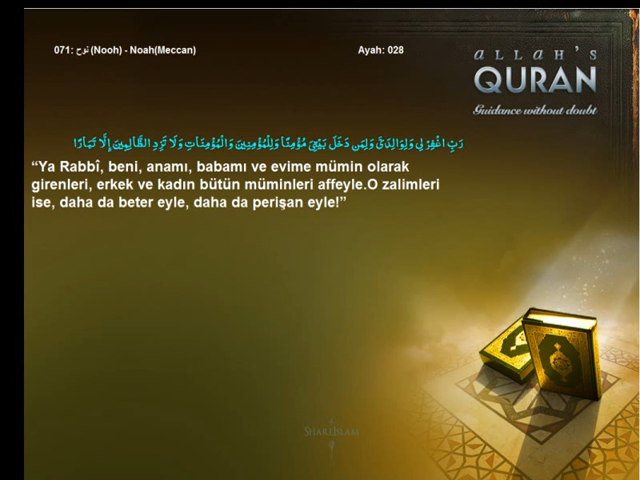 071: نوح (Nooh) - Noah(Meccan)
Ayah: 028
ALLAH'S
QURAN
Guidance without doubt
رَبِّ اغْفِرْ لِي وَلِوَالِدَيَّ وَلِمَن دَخَلَ بَيْتِيَ مُؤْمِنًا وَلِلْمُؤْمِنِينَ وَالْمُؤْمِنَاتِ وَلَا تَزِدِ الظَّالِمِينَ إِلَّا تَبَارًا
“Ya Rabbî, beni, anamı, babamı ve evime mümin olarak
girenleri, erkek ve kadın bütün müminleri affeyle.O zalimleri
ise, daha da beter eyle, daha da perişan eyle!”
SHAREISLAM